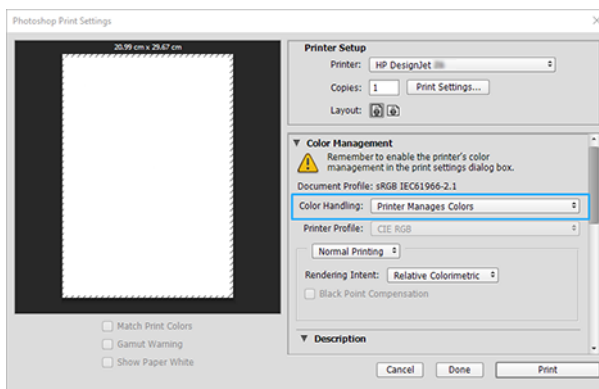 Photoshop Print Settings
20.99 cm x 29.67 cm
Match Print Colors
Gamut Warning
Show Paper White
Printer Setup
Printer: HP DesignJet
Copies: 1 Print Settings...
Layout:
Color Management
Remember to enable the printer's color
management in the print settings dialog box.
Document Profile: sRGB IEC61966-2.1
Color Handling: Printer Manages Colors
Printer Profile: CIE RGB
Normal Printing
Rendering Intent: Relative Colorimetric
Black Point Compensation
Description
Cancel Done Print